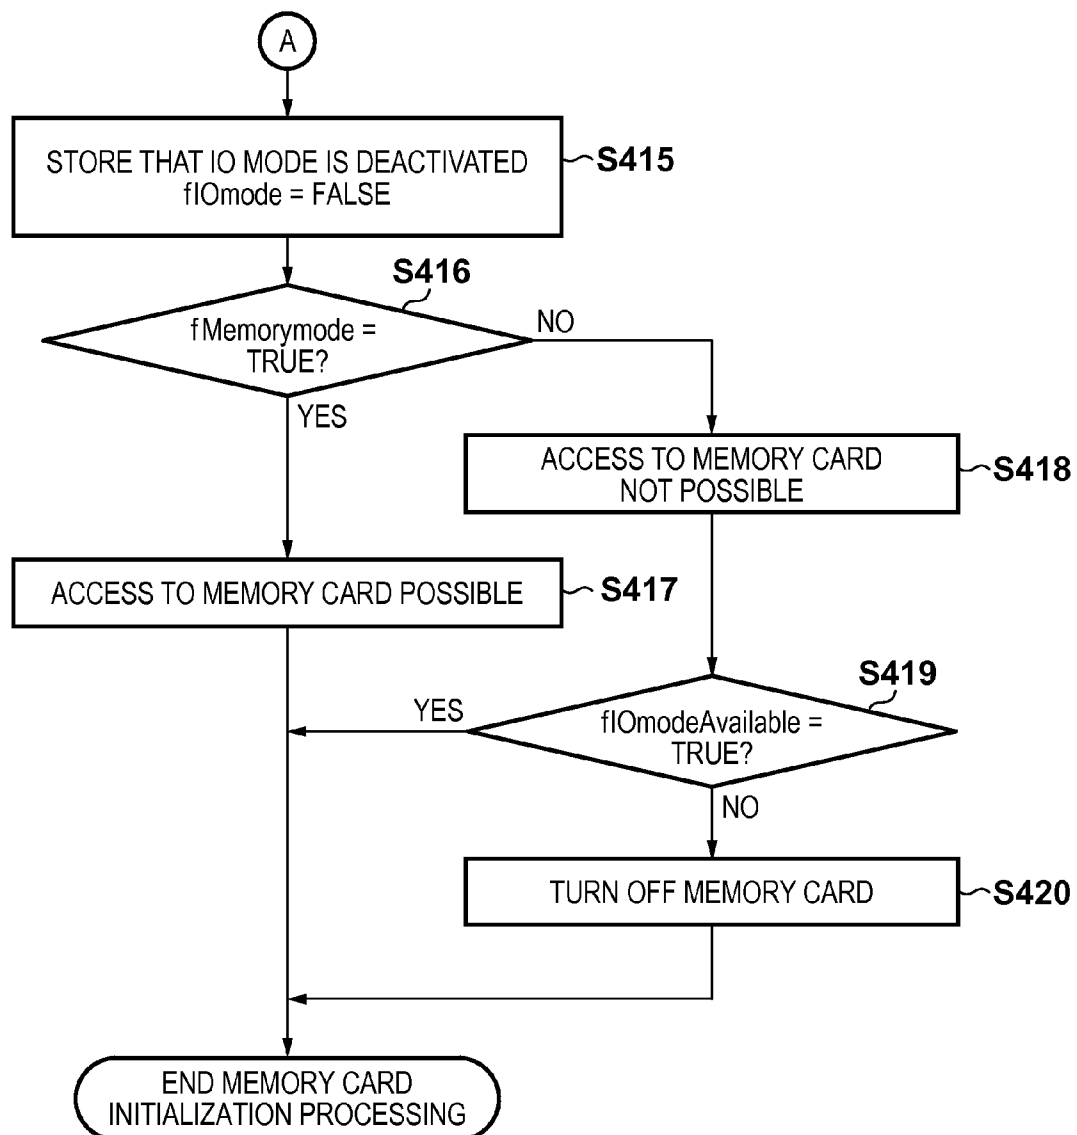 A
STORE THAT IO MODE IS DEACTIVATED
fIOmode = FALSE
S415
S416
fMemorymode =
TRUE?
NO
YES
ACCESS TO MEMORY CARD
NOT POSSIBLE
S418
ACCESS TO MEMORY CARD POSSIBLE
S417
S419
YES
fIOmodeAvailable =
TRUE?
NO
TURN OFF MEMORY CARD
S420
END MEMORY CARD
INITIALIZATION PROCESSING